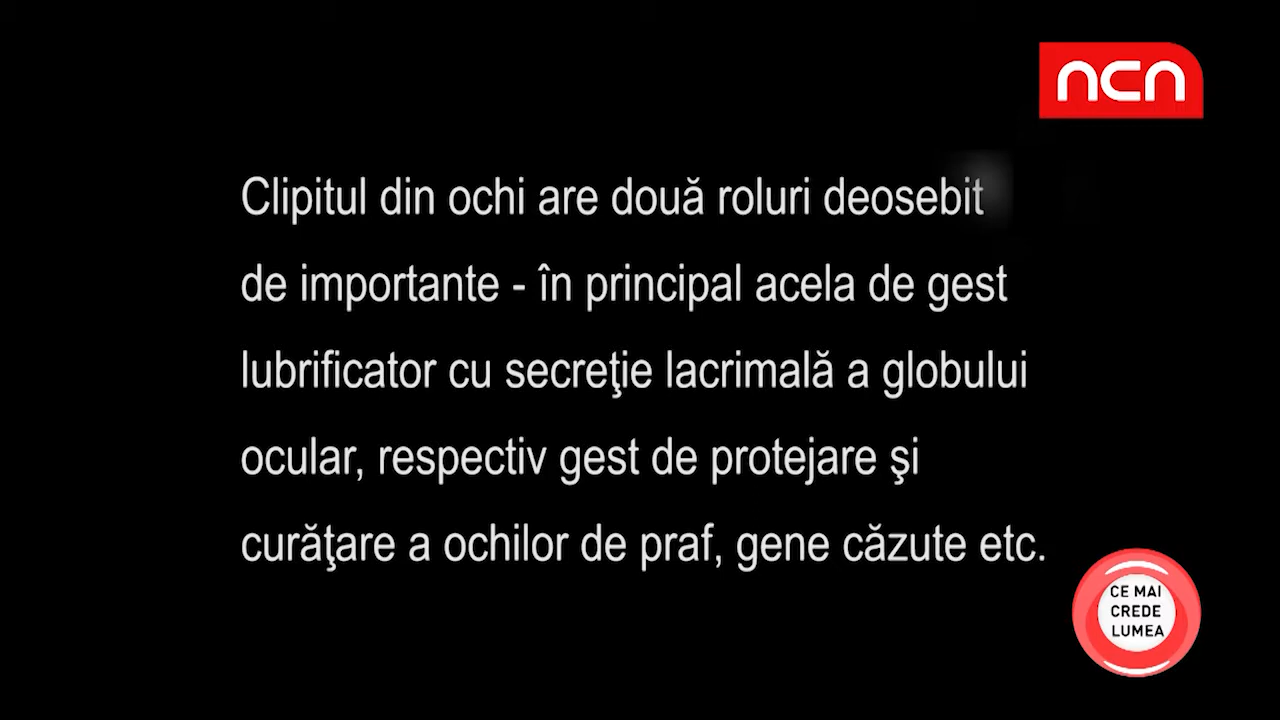 ncn
Clipitul din ochi are două roluri deosebit
de importante - în principal acela de gest
lubrificator cu secreţie lacrimală a globului
ocular, respectiv gest de protejare şi
curăţare a ochilor de praf, gene căzute etc.
CE MAI
CREDE
LUMEA